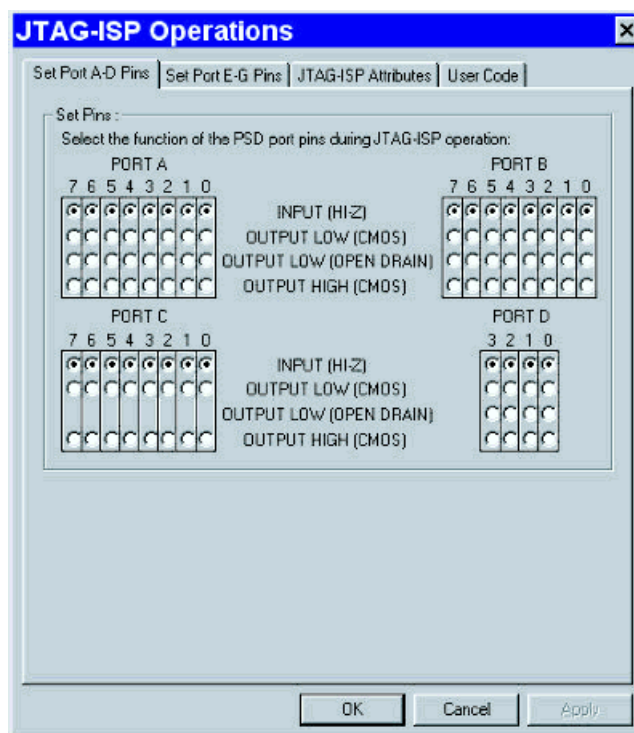 JTAG-ISP Operations
Set Port A-D Pins Set Port E-G Pins JTAG-ISP Attributes User Code
Set Pins :
Select the function of the PSD port pins during JTAG-ISP operation:
PORT A PORT B
7 6 5 4 3 2 1 0 7 6 5 4 3 2 1 0
INPUT (HI-Z)
OUTPUT LOW (CMOS)
OUTPUT LOW (OPEN DRAIN)
OUTPUT HIGH (CMOS)
PORT C PORT D
7 6 5 4 3 2 1 0 3 2 1 0
INPUT (HI-Z)
OUTPUT LOW (CMOS)
OUTPUT LOW (OPEN DRAIN)
OUTPUT HIGH (CMOS)
OK Cancel Apply